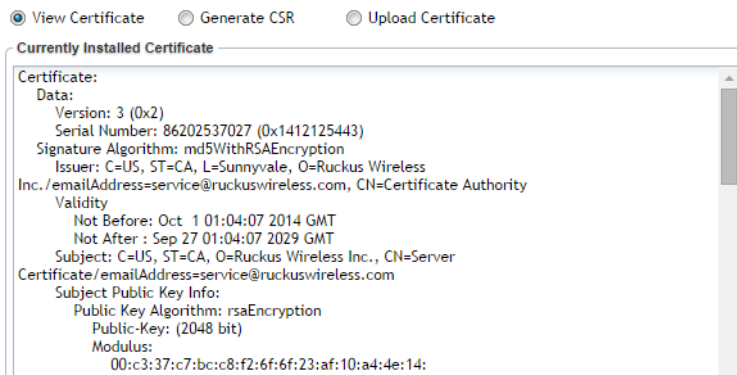 View Certificate Generate CSR Upload Certificate
Currently Installed Certificate
Certificate:
Data:
Version: 3 (0x2)
Serial Number: 86202537027 (0x1412125443)
Signature Algorithm: md5WithRSAEncryption
Issuer: C=US, ST=CA, L=Sunnyvale, O=Ruckus Wireless
Inc./emailAddress=service@ruckuswireless.com, CN=Certificate Authority
Validity
Not Before: Oct 1 01:04:07 2014 GMT
Not After : Sep 27 01:04:07 2029 GMT
Subject: C=US, ST=CA, O=Ruckus Wireless Inc., CN=Server
Certificate/emailAddress=service@ruckuswireless.com
Subject Public Key Info:
Public Key Algorithm: rsaEncryption
Public-Key: (2048 bit)
Modulus:
00:c3:37:c7:bc:c8:f2:6f:6f:23:af:10:a4:4e:14: